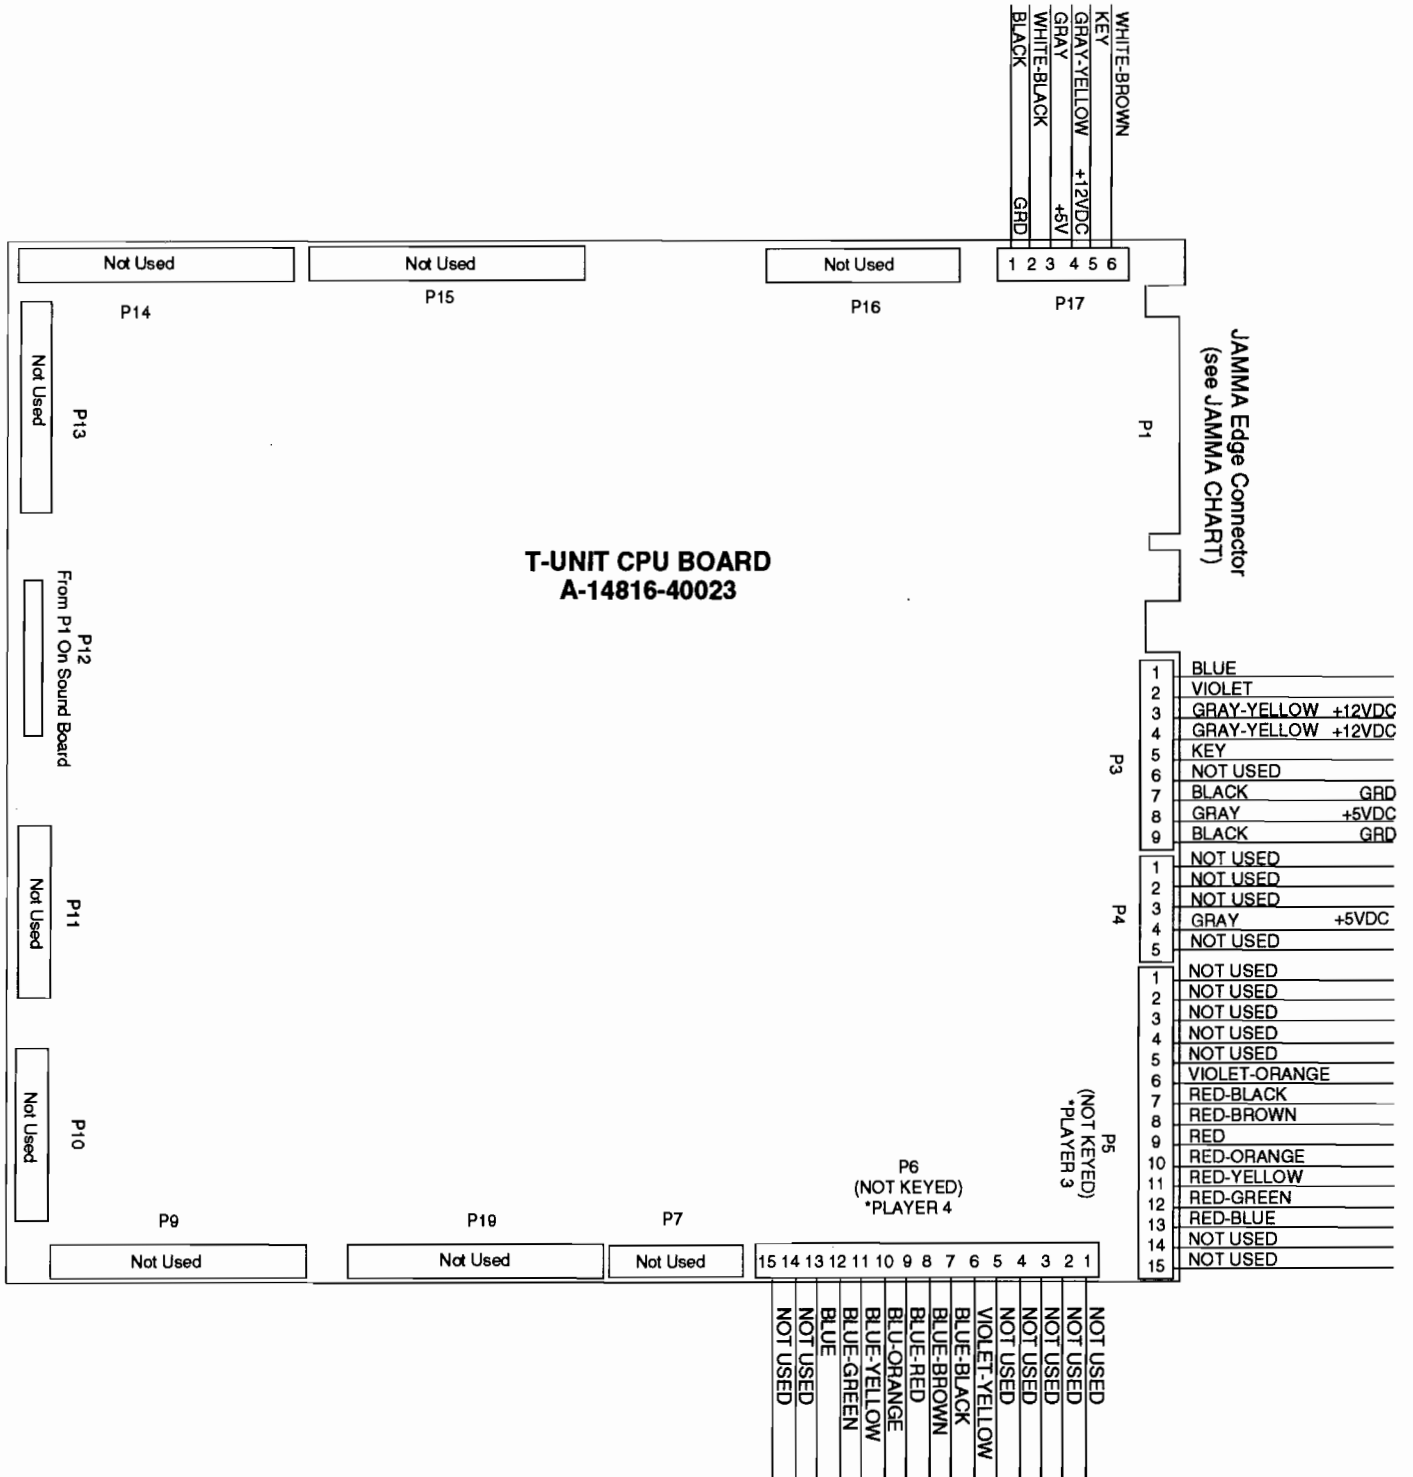 WHITE-BROWN
KEY
GRAY-YELLOW +12VDC
GRAY +5V
WHITE-BLACK
BLACK GRD
Not Used
Not Used
Not Used
1 2 3 4 5 6
P14
P15
P16
P17
JAMMA Edge Connector
(see JAMMA CHART)
P1
Not Used
P13
T-UNIT CPU BOARD
A-14816-40023
P12
From P1 On Sound Board
P3
1 BLUE
2 VIOLET
3 GRAY-YELLOW +12VDC
4 GRAY-YELLOW +12VDC
5 KEY
6 NOT USED
7 BLACK GRD
8 GRAY +5VDC
9 BLACK GRD
P4
1 NOT USED
2 NOT USED
3 NOT USED
4 GRAY +5VDC
5 NOT USED
Not Used
P11
Not Used
P10
P5
(NOT KEYED)
*PLAYER 3
1 NOT USED
2 NOT USED
3 NOT USED
4 NOT USED
5 NOT USED
6 VIOLET-ORANGE
7 RED-BLACK
8 RED-BROWN
9 RED
10 RED-ORANGE
11 RED-YELLOW
12 RED-GREEN
13 RED-BLUE
14 NOT USED
15 NOT USED
P6
(NOT KEYED)
*PLAYER 4
P9
P19
P7
Not Used
Not Used
Not Used
15 14 13 12 11 10 9 8 7 6 5 4 3 2 1
NOT USED
NOT USED
NOT USED
NOT USED
NOT USED
VIOLET-YELLOW
BLUE-BLACK
BLUE-BROWN
BLUE-RED
BLU-ORANGE
BLUE-YELLOW
BLUE-GREEN
BLUE
NOT USED
NOT USED